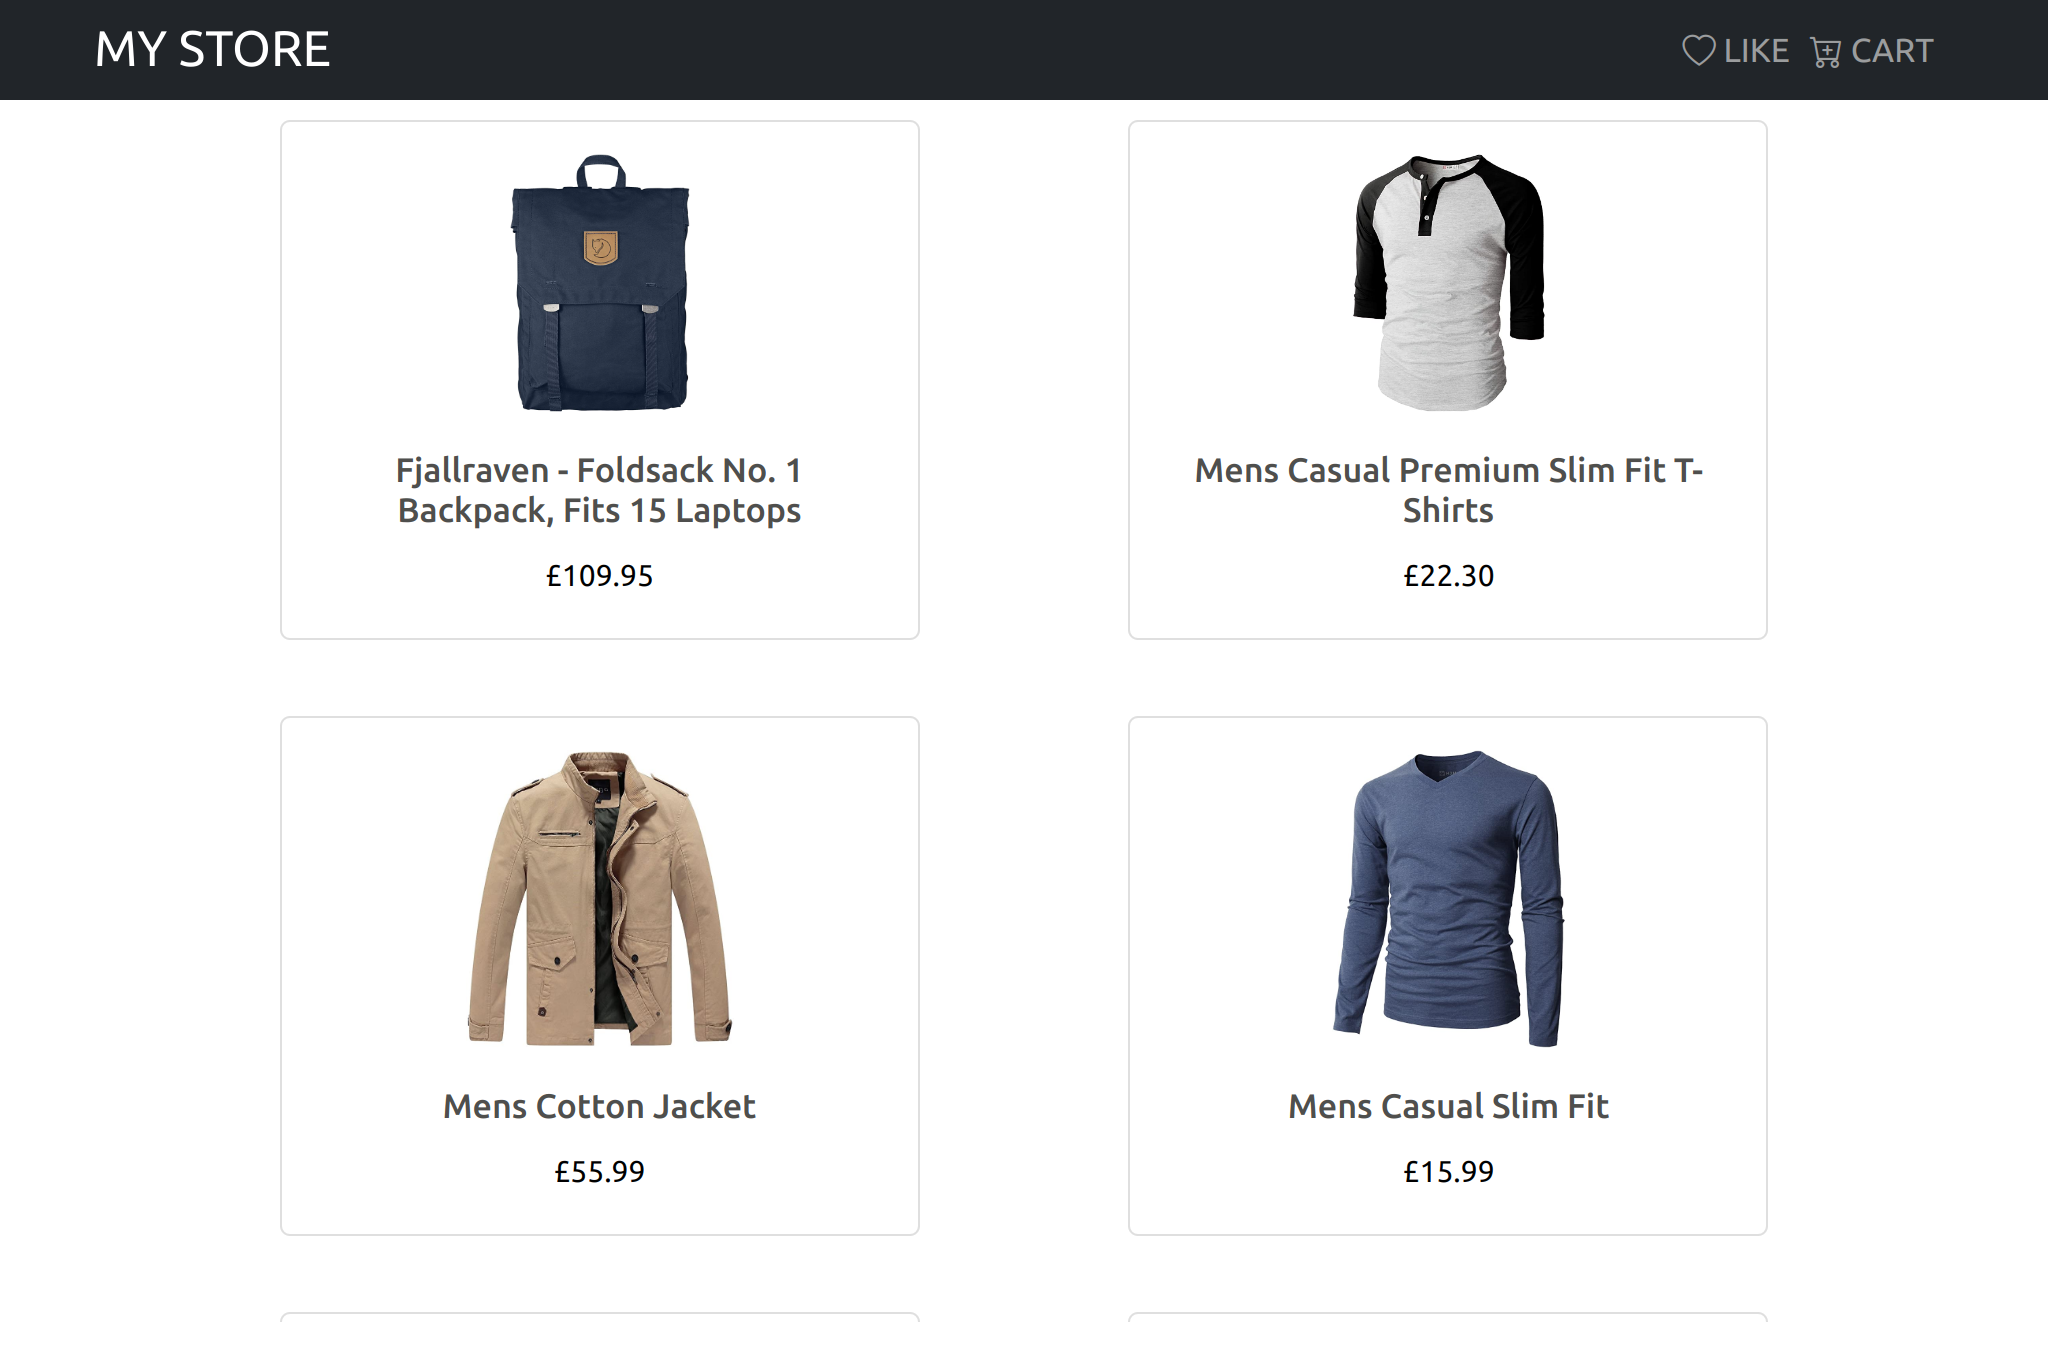 MY STORE
LIKE CART
Fjallraven - Foldsack No. 1
Backpack, Fits 15 Laptops
£109.95
Mens Casual Premium Slim Fit T-
Shirts
£22.30
Mens Cotton Jacket
£55.99
Mens Casual Slim Fit
£15.99